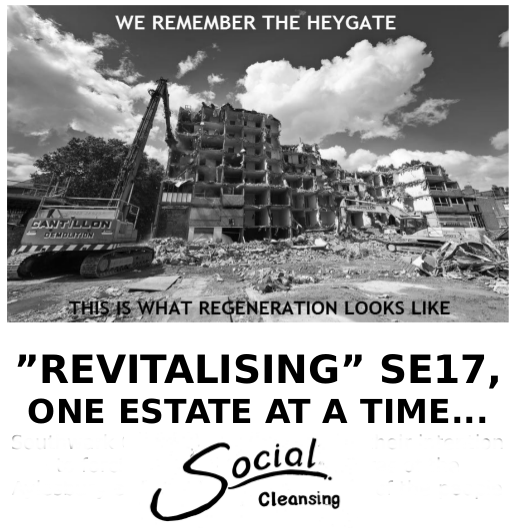 WE REMEMBER THE HEYGATE
CANTILLON
DEMOLITION
THIS IS WHAT REGENERATION LOOKS LIKE
”REVITALISING” SE17,
ONE ESTATE AT A TIME...
Social
Cleansing